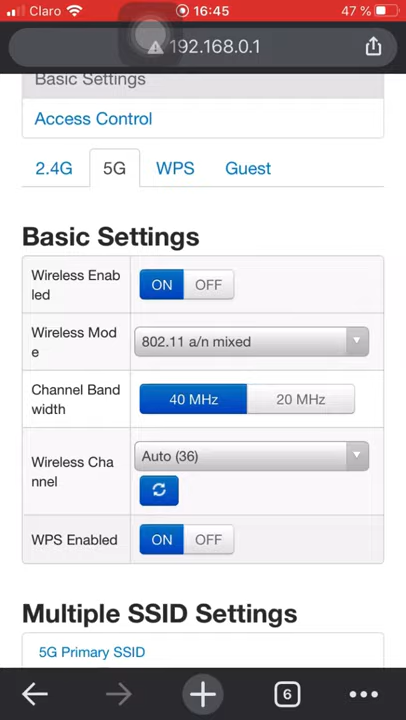 Claro 16:45 47 %
192.168.0.1
Basic Settings
Access Control
2.4G 5G WPS Guest
Basic Settings
Wireless Enab
led
ON OFF
Wireless Mod
e
802.11 a/n mixed
Channel Band
width
40 MHz 20 MHz
Wireless Cha
nnel
Auto (36)
WPS Enabled ON OFF
Multiple SSID Settings
5G Primary SSID
6